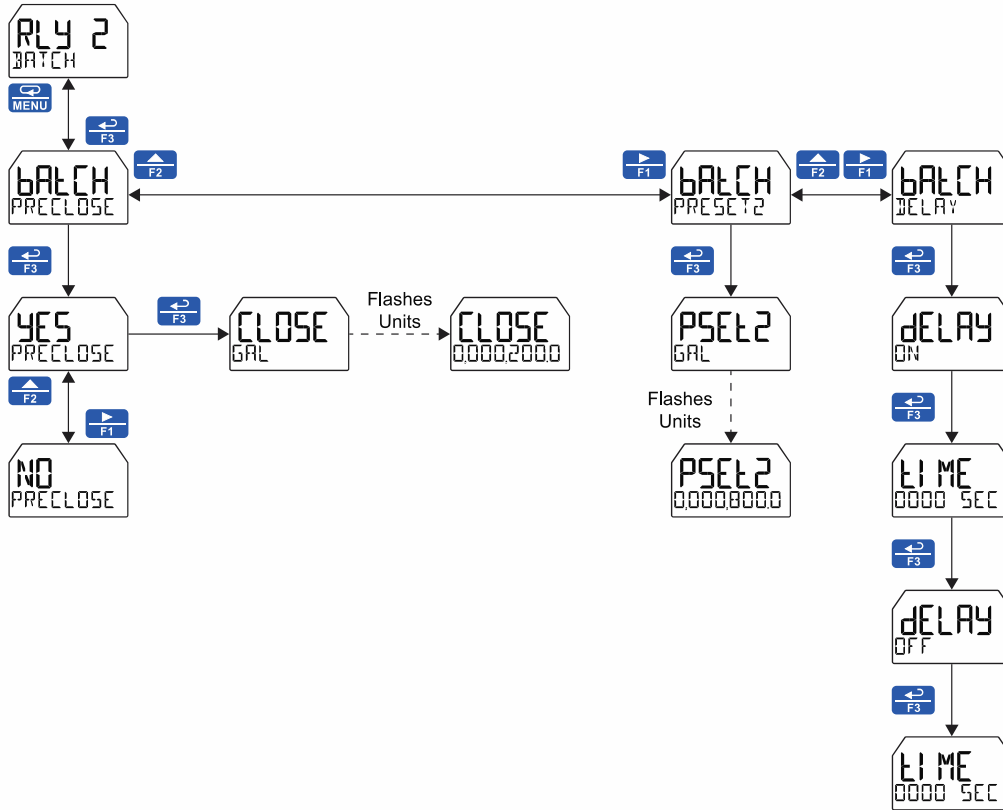 RLY 2
BATCH
MENU
F3
bAtCH
PRECLOSE
F2
F1
bAtCH
PRESET2
F2
F1
bAtCH
DELAY
F3
F3
F3
YES
PRECLOSE
F3
CLOSE
GAL
Flashes
Units
CLOSE
0,000,200.0
PSEt2
GAL
dELAY
ON
F2
F1
Flashes
Units
F3
NO
PRECLOSE
PSEt2
0,000,800.0
tIME
0000 SEC
F3
dELAY
OFF
F3
tIME
0000 SEC